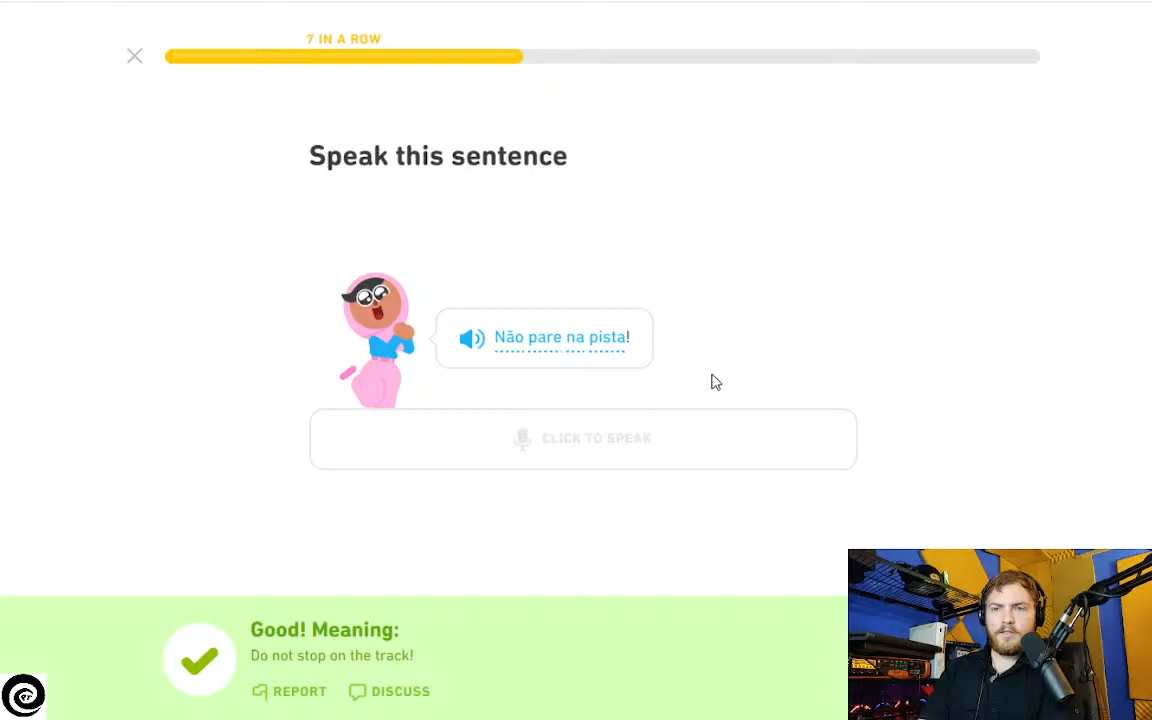 7 IN A ROW
Speak this sentence
Não pare na pista!
CLICK TO SPEAK
Good! Meaning:
Do not stop on the track!
REPORT
DISCUSS